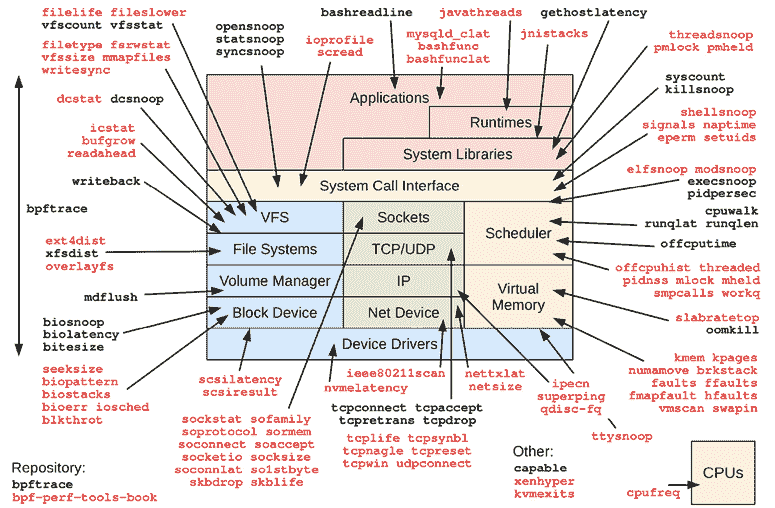 filelife fileslower
vfscount vfsstat
filetype fsrwstat
vfssize mmapfiles
writesync
opensnoop
statsnoop
syncsnoop
ioprofile
scread
bashreadline
mysqld_clat
bashfunc
bashfunclat
javathreads
jnistacks
gethostlatency
threadsnoop
pmlock pmheld
syscount
killsnoop
shellsnoop
signals naptime
eperm setuids
elfsnoop modsnoop
execsnoop
pidpersec
cpuwalk
runqlat runqlen
offcputime
offcpuhist threaded
pidnss mlock mheld
smpcalls workq
slabratetop
oomkill
kmem kpages
numamove brkstack
faults ffaults
fmapfault hfaults
vmscan swapin
dcstat dcsnoop
icstat
bufgrow
readahead
writeback
bpftrace
ext4dist
xfsdist
overlayfs
mdflush
biosnoop
biolatency
bitesize
seeksize
biopattern
biostacks
bioerr iosched
blkthrot
Applications
Runtimes
System Libraries
System Call Interface
VFS
Sockets
Scheduler
File Systems
TCP/UDP
Volume Manager
IP
Virtual
Memory
Block Device
Net Device
Device Drivers
scsilatency
scsiresult
nvmelatency
ieee80211scan
nettxlat
netsize
ipecn
superping
qdisc-fq
ttysnoop
sockstat sofamily
soprotocol sormem
soconnect soaccept
socketio socksize
soconnlat so1stbyte
skbdrop skblife
tcpconnect tcpaccept
tcpretrans tcpdrop
tcplife tcpsynbl
tcpnagle tcpreset
tcpwin udpconnect
Other:
capable
xenhyper
kvmexits
CPUs
cpufreq
Repository:
bpftrace
bpf-perf-tools-book